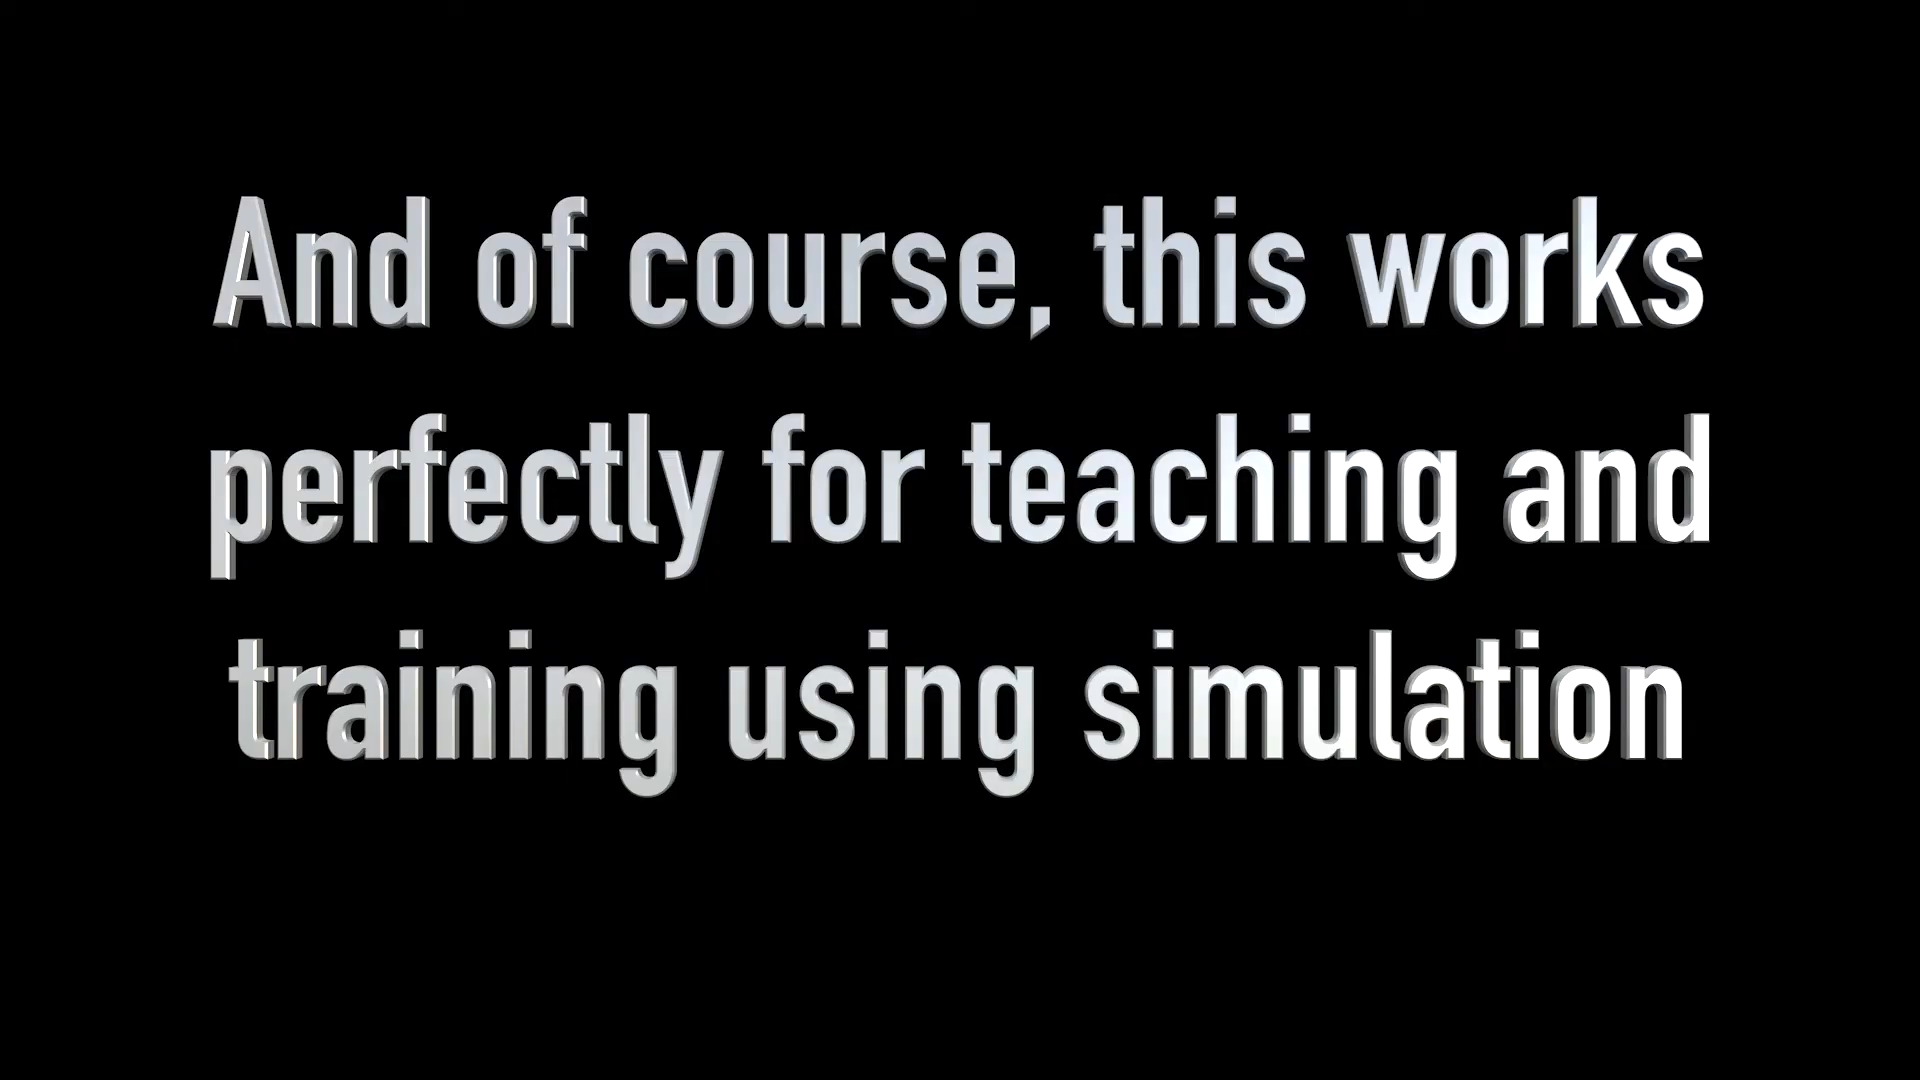 And of course, this works
perfectly for teaching and
training using simulation